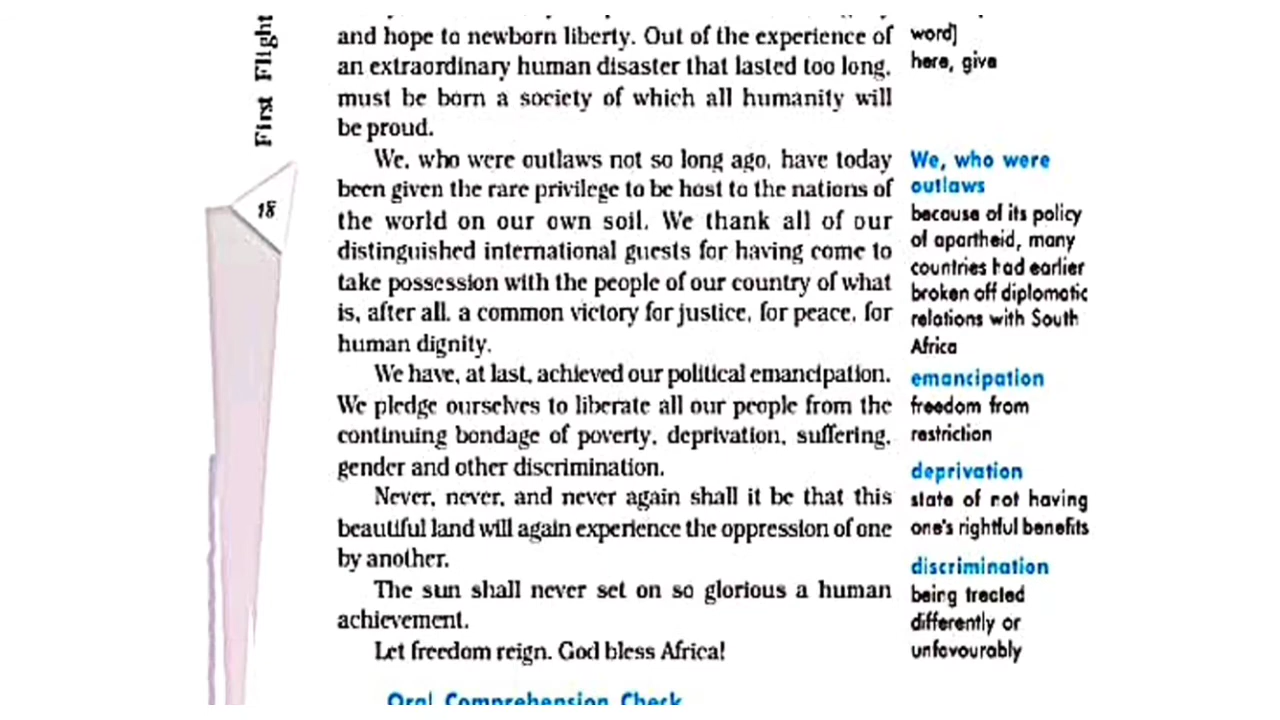 First Flight
18
and hope to newborn liberty. Out of the experience of
an extraordinary human disaster that lasted too long,
must be born a society of which all humanity will
be proud.
We, who were outlaws not so long ago, have today
been given the rare privilege to be host to the nations of
the world on our own soil. We thank all of our
distinguished international guests for having come to
take possession with the people of our country of what
is, after all, a common victory for justice, for peace, for
human dignity.
We have, at last, achieved our political emancipation.
We pledge ourselves to liberate all our people from the
continuing bondage of poverty, deprivation, suffering,
gender and other discrimination.
Never, never, and never again shall it be that this
beautiful land will again experience the oppression of one
by another.
The sun shall never set on so glorious a human
achievement.
Let freedom reign. God bless Africa!
Oral Comprehension Check
word]
here, give
We, who were
outlaws
because of its policy
of apartheid, many
countries had earlier
broken off diplomatic
relations with South
Africa
emancipation
freedom from
restriction
deprivation
state of not having
one's rightful benefits
discrimination
being treated
differently or
unfavourably